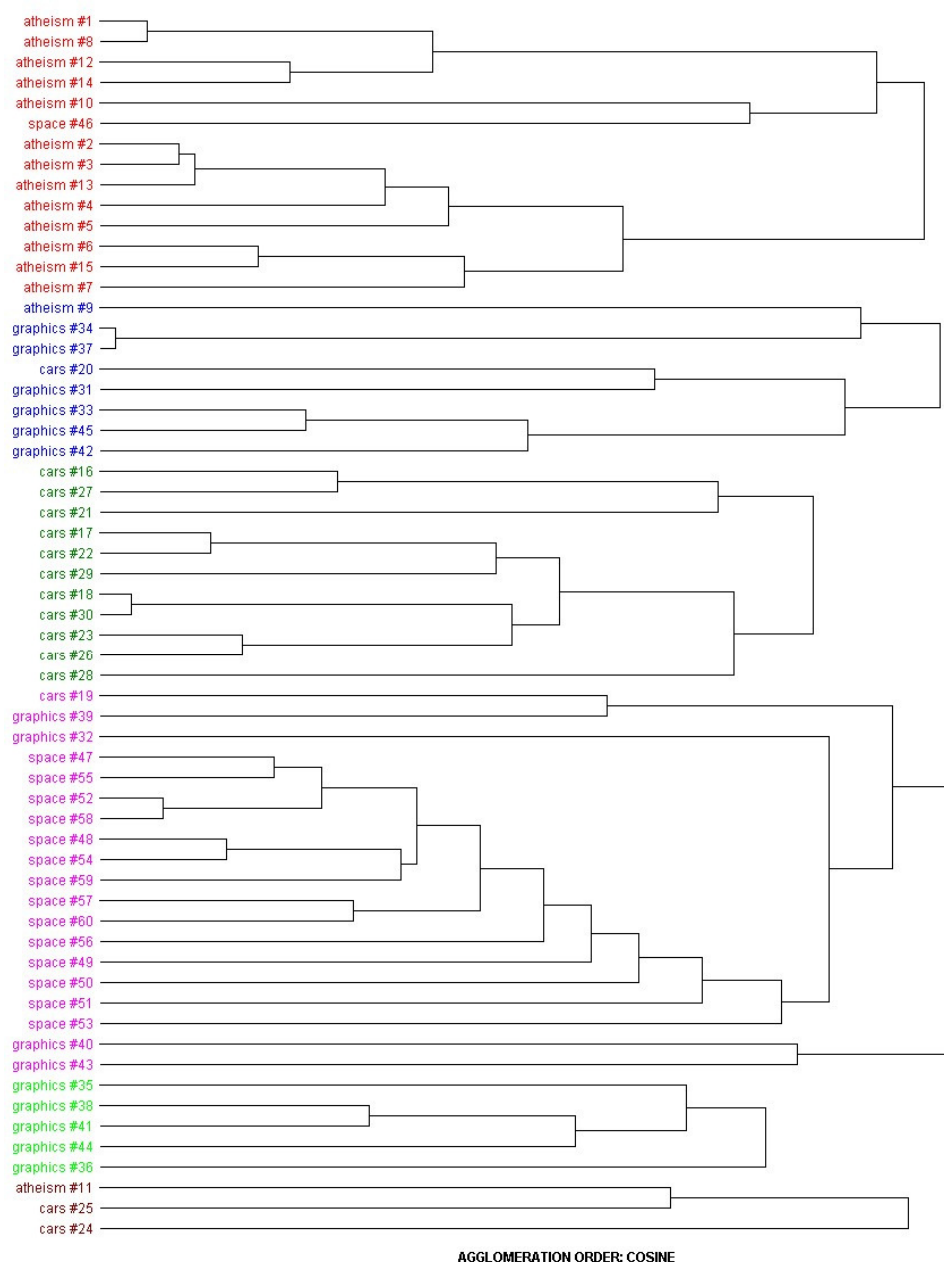 atheism #1
atheism #8
atheism #12
atheism #14
atheism #10
space #46
atheism #2
atheism #3
atheism #13
atheism #4
atheism #5
atheism #6
atheism #15
atheism #7
atheism #9
graphics #34
graphics #37
cars #20
graphics #31
graphics #33
graphics #45
graphics #42
cars #16
cars #27
cars #21
cars #17
cars #22
cars #29
cars #18
cars #30
cars #23
cars #26
cars #28
cars #19
graphics #39
graphics #32
space #47
space #55
space #52
space #58
space #48
space #54
space #59
space #57
space #60
space #56
space #49
space #50
space #51
space #53
graphics #40
graphics #43
graphics #35
graphics #38
graphics #41
graphics #44
graphics #36
atheism #11
cars #25
cars #24
AGGLOMERATION ORDER: COSINE